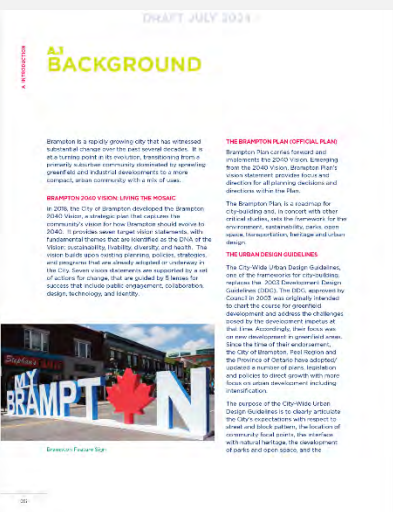 DRAFT JULY 2024
A. INTRODUCTION
A.1
BACKGROUND
Brampton is a rapidly growing city that has witnessed
substantial change over the past several decades. It is
at a turning point in its evolution, transitioning from a
primarily suburban community dominated by sprawling
greenfield and industrial developments to a more
compact, urban community with a mix of uses.
BRAMPTON 2040 VISION: LIVING THE MOSAIC
In 2018, the City of Brampton developed the Brampton
2040 Vision, a strategic plan that captures the
community's vision for how Brampton should evolve to
2040. It provides seven target vision statements, with
fundamental themes that are identified as the DNA of the
Vision: sustainability, livability, diversity, and health. The
vision builds upon existing planning, policies, strategies,
and programs that are already adopted or underway in
the City. Seven vision statements are supported by a set
of actions for change, that are guided by 5 lenses for
success that include public engagement, collaboration,
design, technology, and identity.
Stephen's
MY
BRAMPT N
Brampton Feature Sign
THE BRAMPTON PLAN (OFFICIAL PLAN)
Brampton Plan carries forward and
implements the 2040 Vision. Emerging
from the 2040 Vision, Brampton Plan's
vision statement provides focus and
direction for all planning decisions and
directions within the Plan.
The Brampton Plan is a roadmap for
city-building and, in concert with other
critical studies, sets the framework for the
environment, sustainability, parks, open
space, transportation, heritage and urban
design.
THE URBAN DESIGN GUIDELINES
The City-Wide Urban Design Guidelines,
one of the frameworks for city-building,
replaces the 2003 Development Design
Guidelines (DDG). The DDG, approved by
Council in 2003 was originally intended
to chart the course for greenfield
development and address the challenges
posed by the development impetus at
that time. Accordingly, their focus was
on new development in greenfield areas.
Since the time of their endorsement,
the City of Brampton, Peel Region and
the Province of Ontario have adopted/
updated a number of plans, legislation
and policies to direct growth with more
focus on urban development including
intensification.
The purpose of the City-Wide Urban
Design Guidelines is to clearly articulate
the City's expectations with respect to
street and block pattern, the location of
community focal points, the interface
with natural heritage, the development
of parks and open space, and the